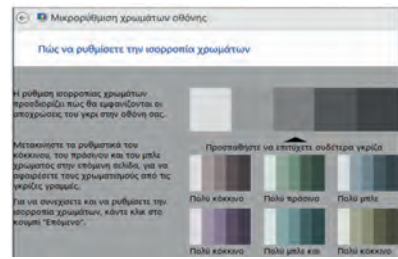 Μικρορύθμιση χρωμάτων οθόνης
Πώς να ρυθμίσετε την ισορροπία χρωμάτων
Η ρύθμιση ισορροπίας χρωμάτων
προσδιορίζει πώς θα εμφανίζονται οι
αποχρώσεις του γκρι στην οθόνη σας.
Μετακινήστε τα ρυθμιστικά του
κόκκινου, του πράσινου και του μπλε
χρώματος στην επόμενη σελίδα, για να
αφαιρέσετε τους χρωματισμούς από τις
γκρίζες γραμμές.
Για να συνεχίσετε και να ρυθμίσετε την
ισορροπία χρωμάτων, κάντε κλικ στο
κουμπί "Επόμενο".
Προσπαθήστε να επιτύχετε ουδέτερα γκρίζα
Πολύ κόκκινο Πολύ πράσινο Πολύ μπλε
Πολύ κόκκινο Πολύ μπλε και Πολύ κόκκινο